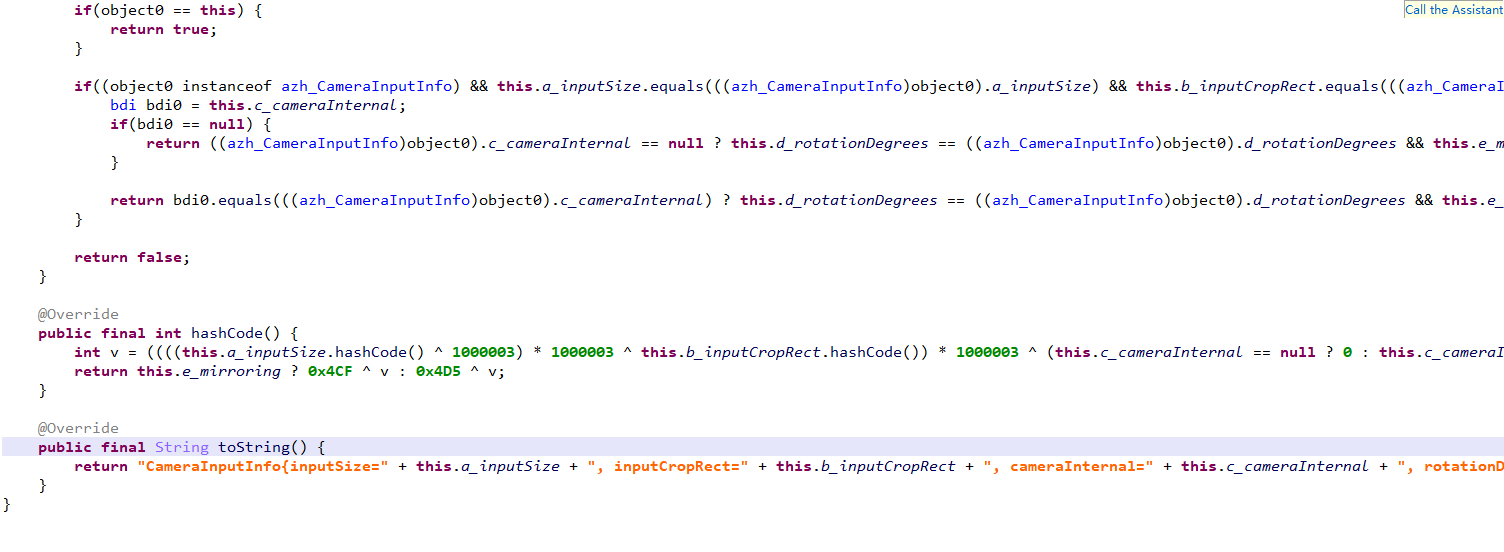 if(object0 == this) {
Call the Assistant
return true;
}
if((object0 instanceof azh_CameraInputInfo) && this.a_inputSize.equals(((azh_CameraInputInfo)object0).a_inputSize) && this.b_inputCropRect.equals(((azh_CameraI
bdi bdi0 = this.c_cameraInternal;
if(bdi0 == null) {
return ((azh_CameraInputInfo)object0).c_cameraInternal == null ? this.d_rotationDegrees == ((azh_CameraInputInfo)object0).d_rotationDegrees && this.e_m
}
return bdi0.equals(((azh_CameraInputInfo)object0).c_cameraInternal) ? this.d_rotationDegrees == ((azh_CameraInputInfo)object0).d_rotationDegrees && this.e_
}
return false;
}
@Override
public final int hashCode() {
int v = ((((this.a_inputSize.hashCode() ^ 1000003) * 1000003 ^ this.b_inputCropRect.hashCode()) * 1000003 ^ (this.c_cameraInternal == null ? 0 : this.c_cameraI
return this.e_mirroring ? 0x4CF ^ v : 0x4D5 ^ v;
}
@Override
public final String toString() {
return "CameraInputInfo{inputSize=" + this.a_inputSize + ", inputCropRect=" + this.b_inputCropRect + ", cameraInternal=" + this.c_cameraInternal + ", rotationD
}
}